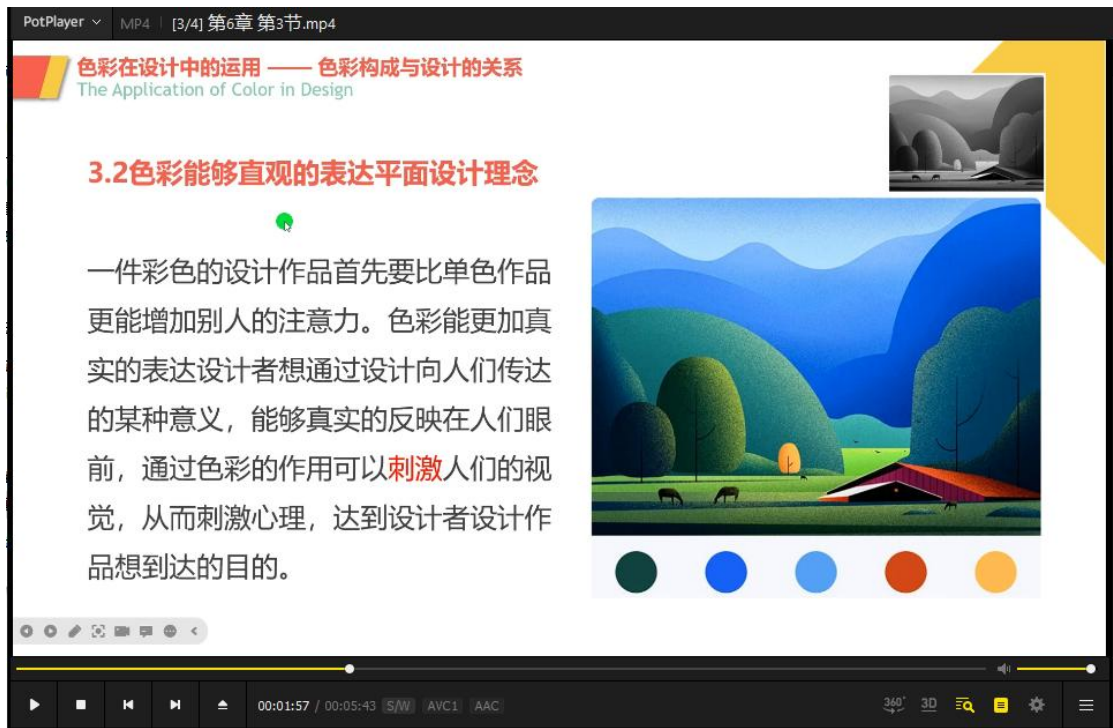 PotPlayer MP4 [3/4] 第6章 第3节.mp4
色彩在设计中的运用 —— 色彩构成与设计的关系
The Application of Color in Design
3.2色彩能够直观的表达平面设计理念
一件彩色的设计作品首先要比单色作品
更能增加别人的注意力。色彩能更加真
实的表达设计者想通过设计向人们传达
的某种意义，能够真实的反映在人们眼
前，通过色彩的作用可以刺激人们的视
觉，从而刺激心理，达到设计者设计作
品想到达的目的。
00:01:57 / 00:05:43 S/W AVC1 AAC 360° 3D